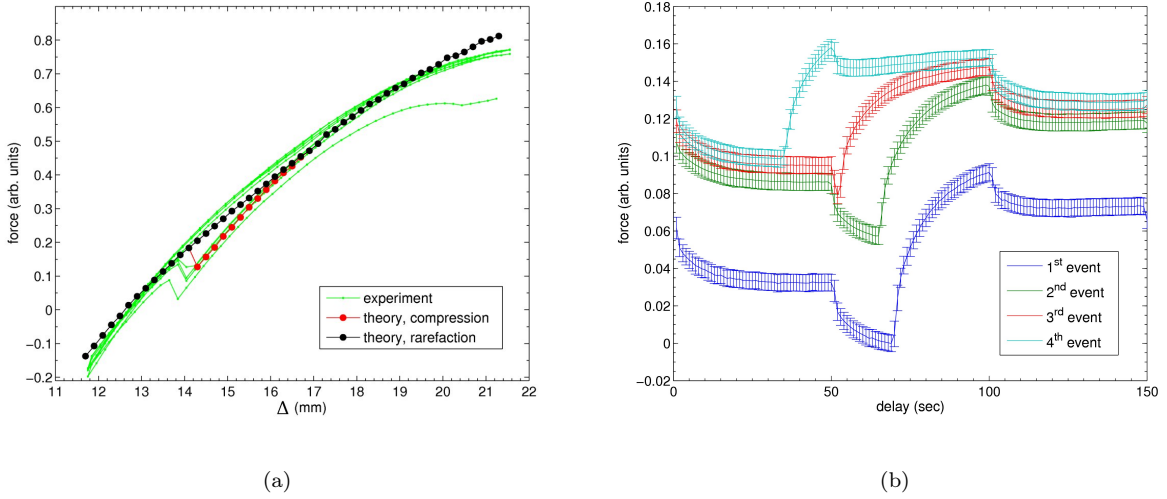 0.8
0.7
0.6
0.5
0.4
0.3
0.2
0.1
0
−0.1
−0.2
force (arb. units)
11 12 13 14 15 16 17 18 19 20 21 22
Δ (mm)
experiment
theory, compression
theory, rarefaction
(a)
0.18
0.16
0.14
0.12
0.1
0.08
0.06
0.04
0.02
0
−0.02
force (arb. units)
0 50 100 150
delay (sec)
1st event
2nd event
3rd event
4th event
(b)